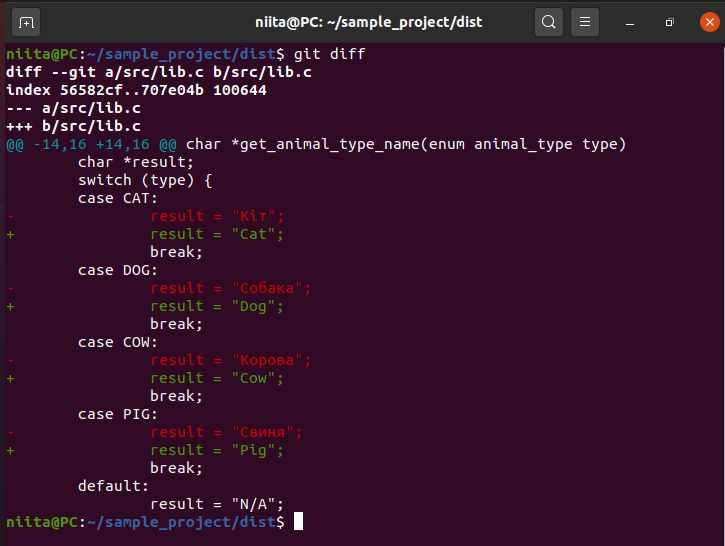 niita@PC: ~/sample_project/dist
niita@PC:~/sample_project/dist$ git diff
diff --git a/src/lib.c b/src/lib.c
index 56582cf..707e04b 100644
--- a/src/lib.c
+++ b/src/lib.c
@@ -14,16 +14,16 @@ char *get_animal_type_name(enum animal_type type)
        char *result;
        switch (type) {
        case CAT:
-               result = "Кіт";
+               result = "Cat";
                break;
        case DOG:
-               result = "Собака";
+               result = "Dog";
                break;
        case COW:
-               result = "Корова";
+               result = "Cow";
                break;
        case PIG:
-               result = "Свиня";
+               result = "Pig";
                break;
        default:
                result = "N/A";
niita@PC:~/sample_project/dist$